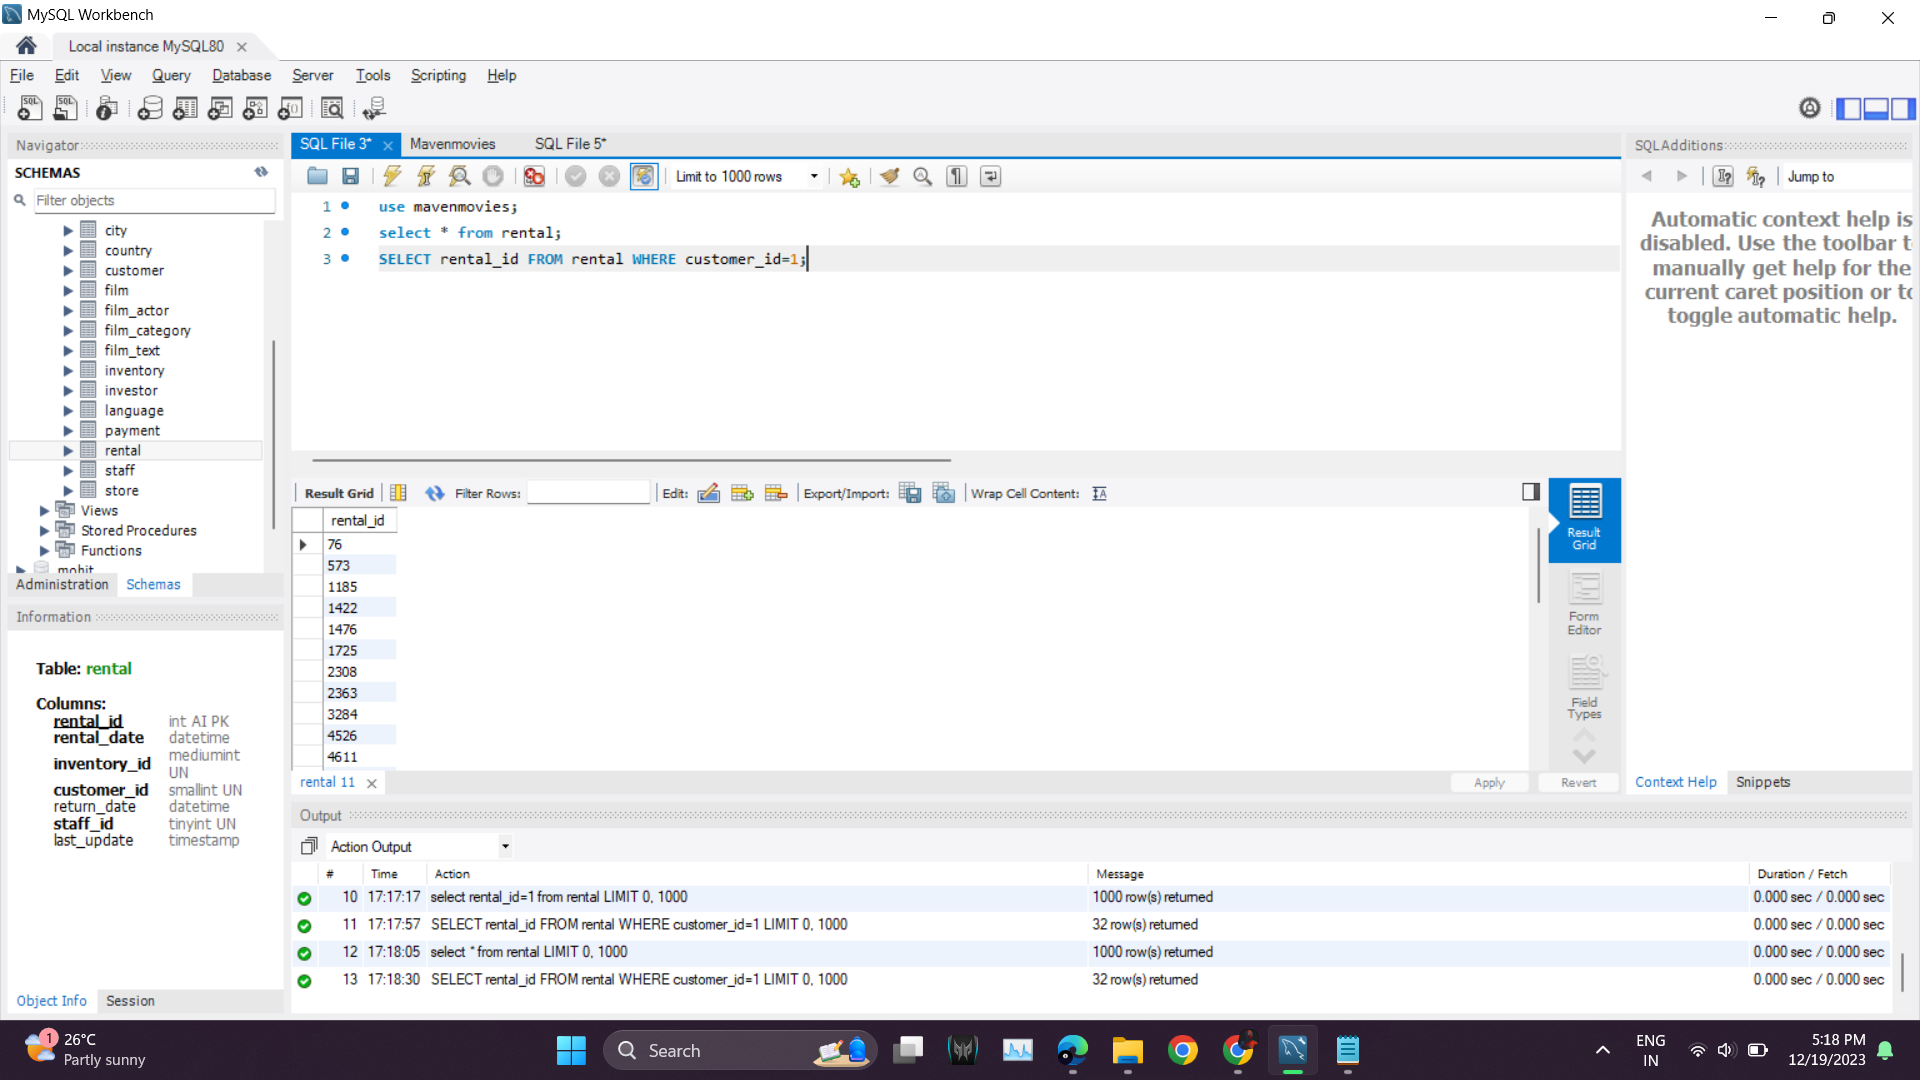 MySQL Workbench
Local instance MySQL80
File Edit View Query Database Server Tools Scripting Help
Navigator
SCHEMAS
Filter objects
city
country
customer
film
film_actor
film_category
film_text
inventory
investor
language
payment
rental
staff
store
Views
Stored Procedures
Functions
mohit
Administration Schemas
Information
Table: rental
Columns:
rental_id int AI PK
rental_date datetime
inventory_id mediumint UN
customer_id smallint UN
return_date datetime
staff_id tinyint UN
last_update timestamp
Object Info Session
SQL File 3* Mavenmovies SQL File 5*
Limit to 1000 rows
1 use mavenmovies;
2 select * from rental;
3 SELECT rental_id FROM rental WHERE customer_id=1;
Result Grid Filter Rows: Edit: Export/Import: Wrap Cell Content:
rental_id
76
573
1185
1422
1476
1725
2308
2363
3284
4526
4611
Result Grid
Form Editor
Field Types
rental 11 Apply Revert
SQLAdditions
Jump to
Automatic context help is
disabled. Use the toolbar t
manually get help for the
current caret position or to
toggle automatic help.
Context Help Snippets
Output
Action Output
# Time Action Message Duration / Fetch
10 17:17:17 select rental_id=1 from rental LIMIT 0, 1000 1000 row(s) returned 0.000 sec / 0.000 sec
11 17:17:57 SELECT rental_id FROM rental WHERE customer_id=1 LIMIT 0, 1000 32 row(s) returned 0.000 sec / 0.000 sec
12 17:18:05 select * from rental LIMIT 0, 1000 1000 row(s) returned 0.000 sec / 0.000 sec
13 17:18:30 SELECT rental_id FROM rental WHERE customer_id=1 LIMIT 0, 1000 32 row(s) returned 0.000 sec / 0.000 sec
1
26°C
Partly sunny
Search
ENG
IN
5:18 PM
12/19/2023